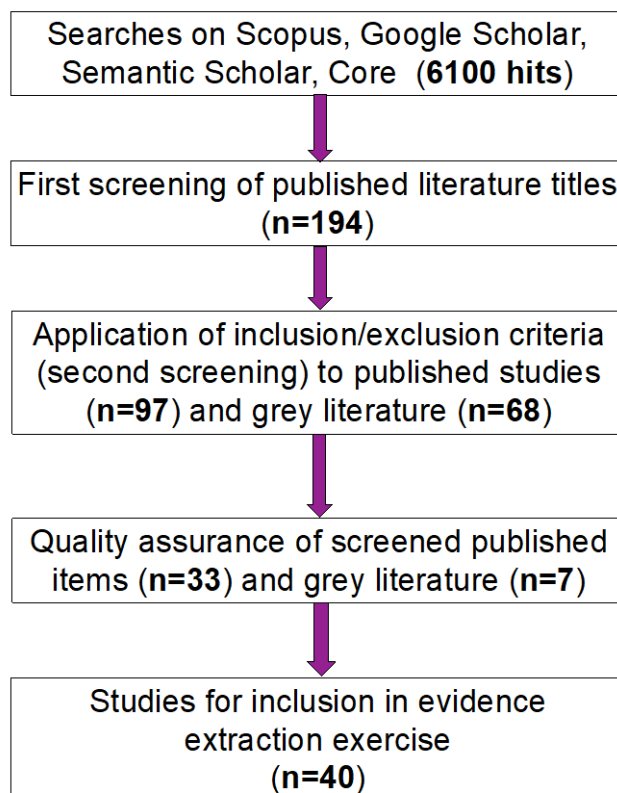 Searches on Scopus, Google Scholar,
Semantic Scholar, Core (6100 hits)
First screening of published literature titles
(n=194)
Application of inclusion/exclusion criteria
(second screening) to published studies
(n=97) and grey literature (n=68)
Quality assurance of screened published
items (n=33) and grey literature (n=7)
Studies for inclusion in evidence
extraction exercise
(n=40)